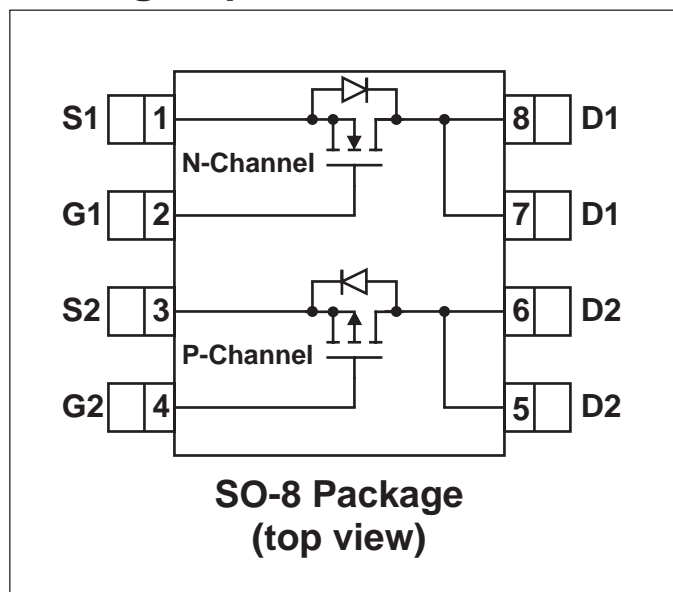 S1 1 8 D1
N-Channel
G1 2 7 D1
S2 3 6 D2
P-Channel
G2 4 5 D2
SO-8 Package
(top view)